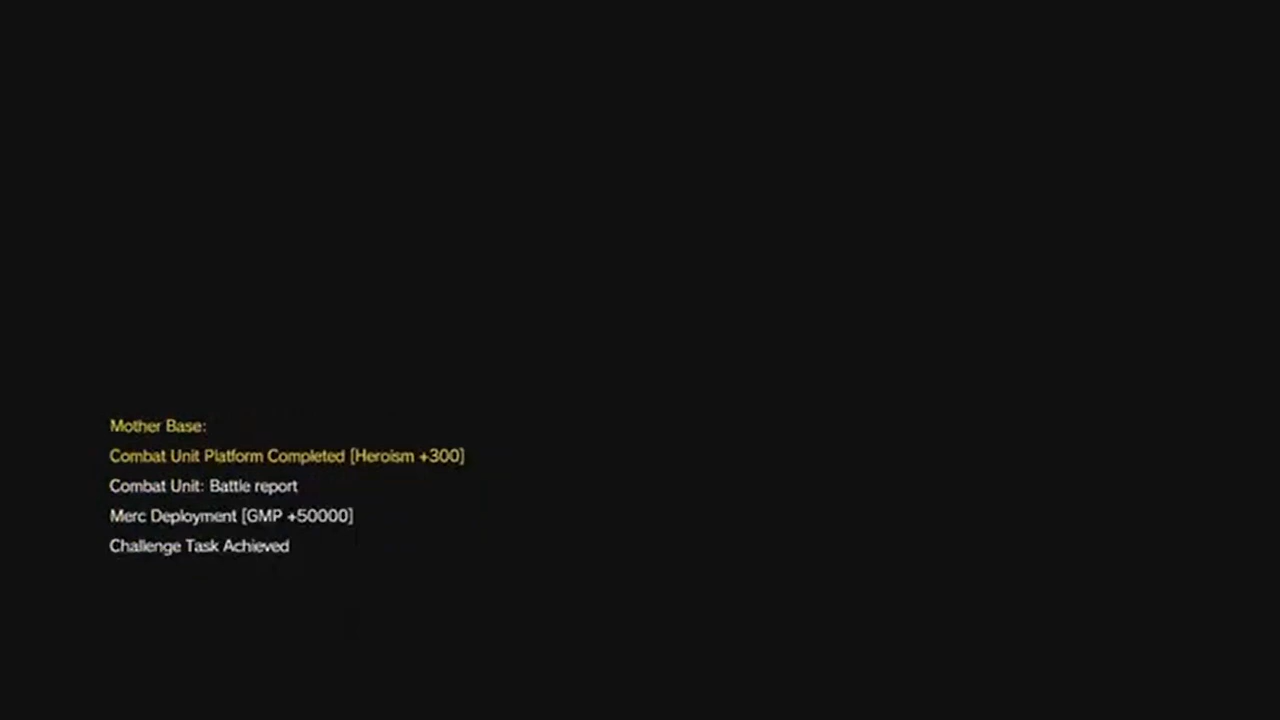 Mother Base:
Combat Unit Platform Completed [Heroism +300]
Combat Unit: Battle report
Merc Deployment [GMP +50000]
Challenge Task Achieved